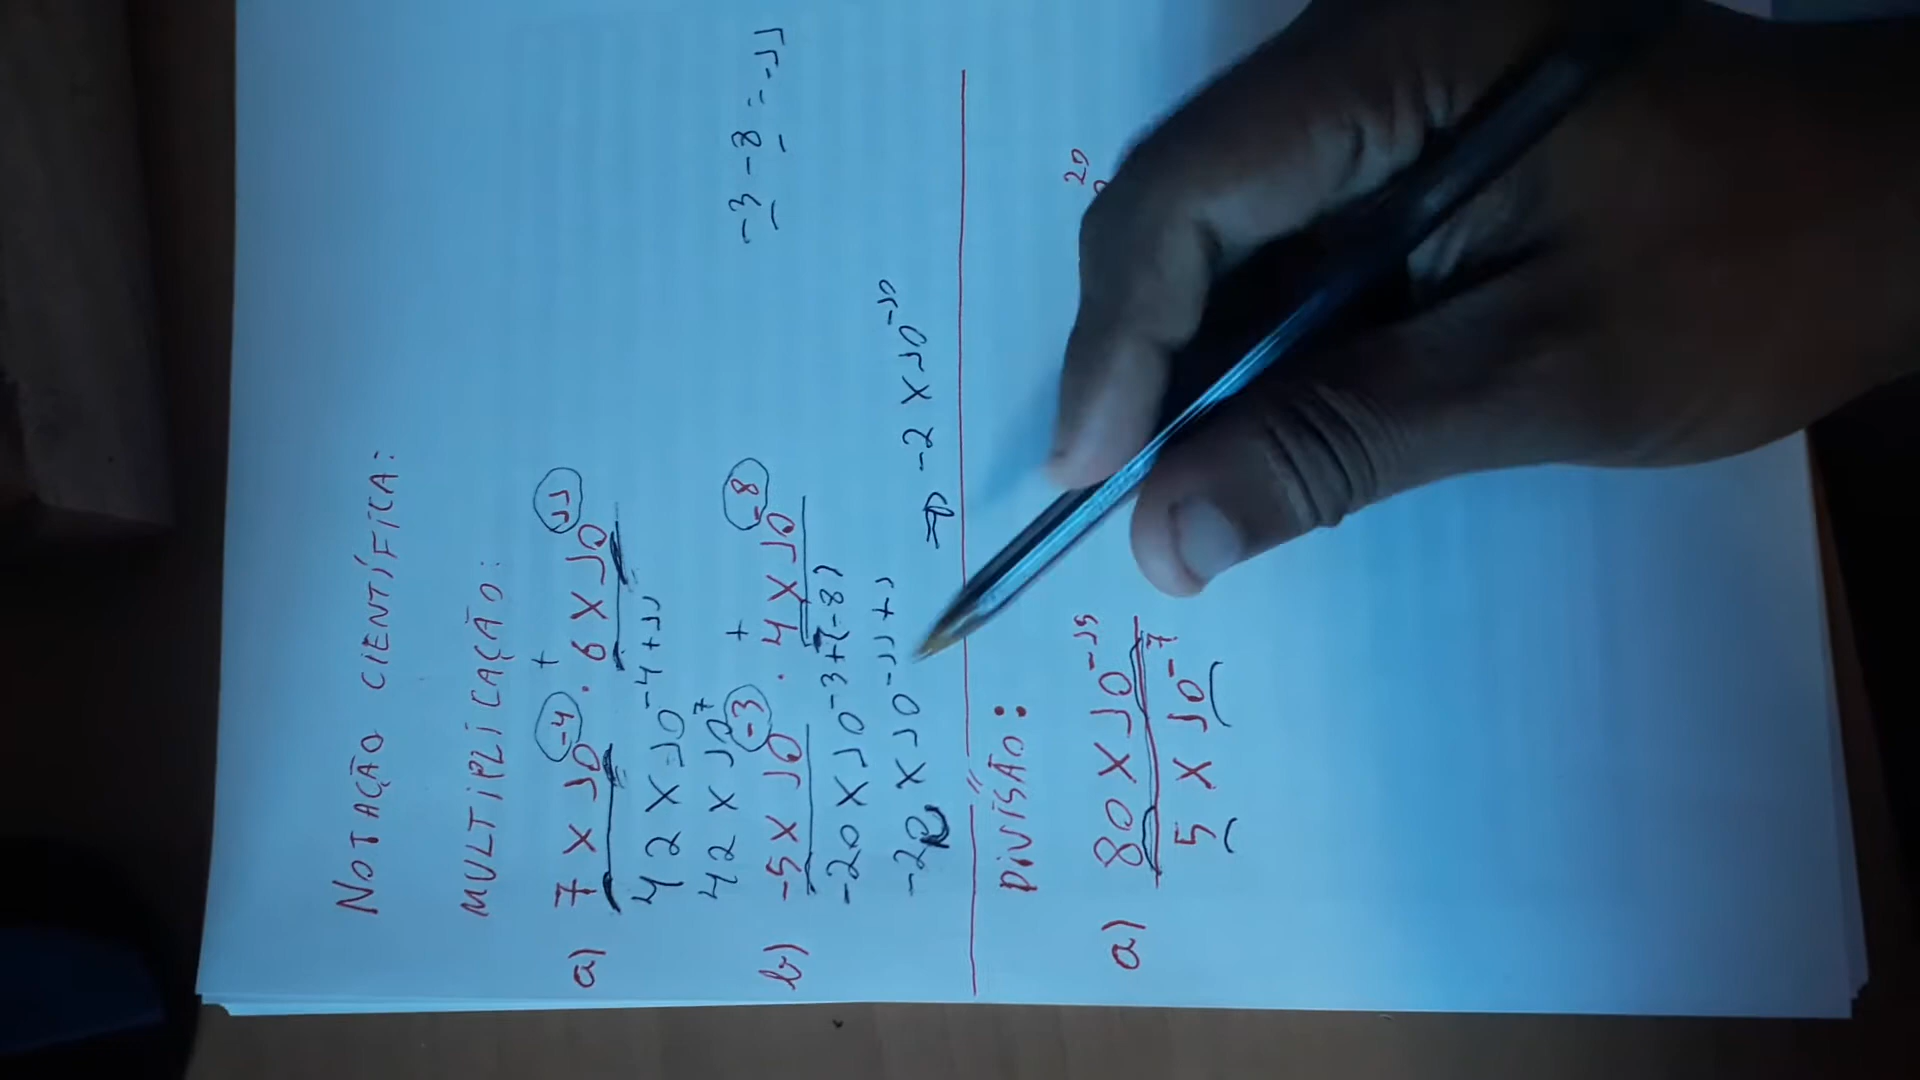 NOTAÇÃO CIENTÍFICA:
MULTIPLICAÇÃO:
+
a) 7 x 10^-4 . 6 x 10^11
42 x 10^-4+11
42 x 10^7
+
b) -5 x 10^-3 . 4 x 10^-8
-3 -8 = -11
-20 x 10^-3+(-8)
-20 x 10^-11+1 => -2 x 10^-10
DIVISÃO:
20
a) 80 x 10^-15
5 x 10^-7